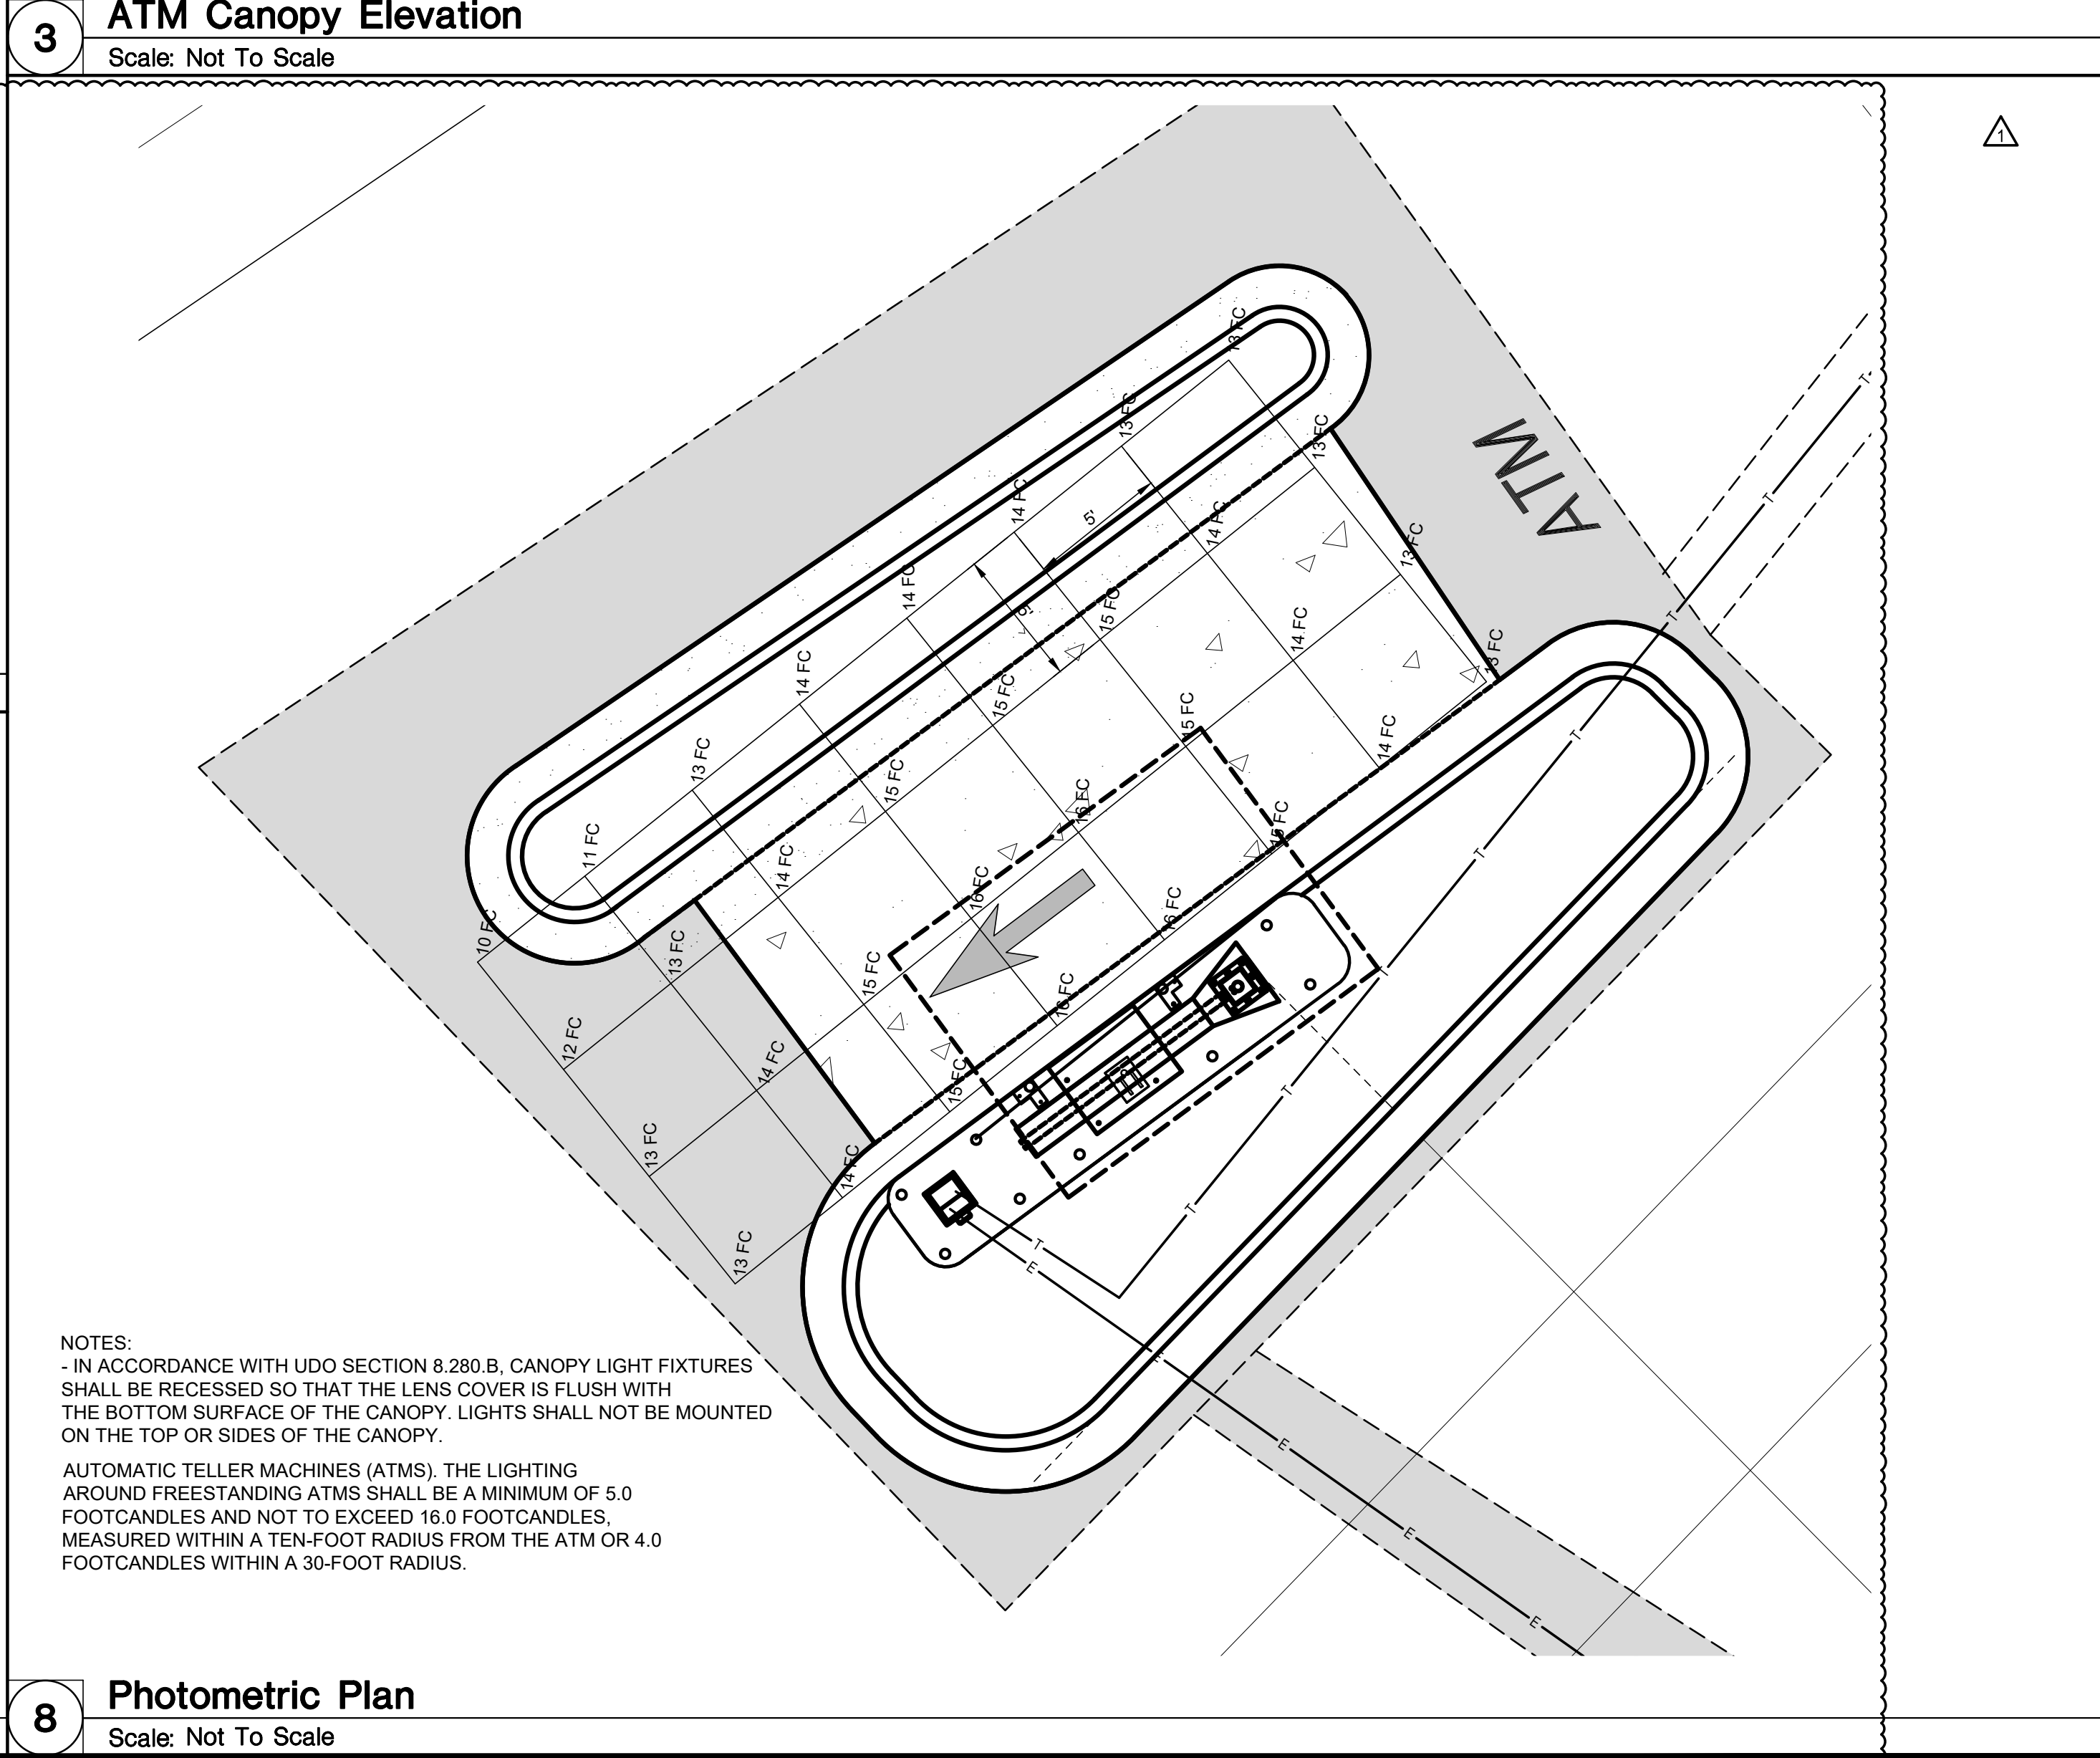 3
ATM Canopy Elevation
Scale: Not To Scale
1
13 FC
13 FC
14 FC
14 FC
14 FC
13 FC
11 FC
10 FC
13 FC
14 FC
15 FC
15 FC
15 FC
14 FC
13 FC
12 FC
13 FC
14 FC
15 FC
16 FC
16 FC
15 FC
14 FC
13 FC
13 FC
14 FC
15 FC
16 FC
16 FC
15 FC
14 FC
13 FC
5'
5'
ATM
T
T
T
T
T
T
T
T
T
E
E
E
E
E
NOTES:
- IN ACCORDANCE WITH UDO SECTION 8.280.B, CANOPY LIGHT FIXTURES
SHALL BE RECESSED SO THAT THE LENS COVER IS FLUSH WITH
THE BOTTOM SURFACE OF THE CANOPY. LIGHTS SHALL NOT BE MOUNTED
ON THE TOP OR SIDES OF THE CANOPY.
AUTOMATIC TELLER MACHINES (ATMS). THE LIGHTING
AROUND FREESTANDING ATMS SHALL BE A MINIMUM OF 5.0
FOOTCANDLES AND NOT TO EXCEED 16.0 FOOTCANDLES,
MEASURED WITHIN A TEN-FOOT RADIUS FROM THE ATM OR 4.0
FOOTCANDLES WITHIN A 30-FOOT RADIUS.
8
Photometric Plan
Scale: Not To Scale